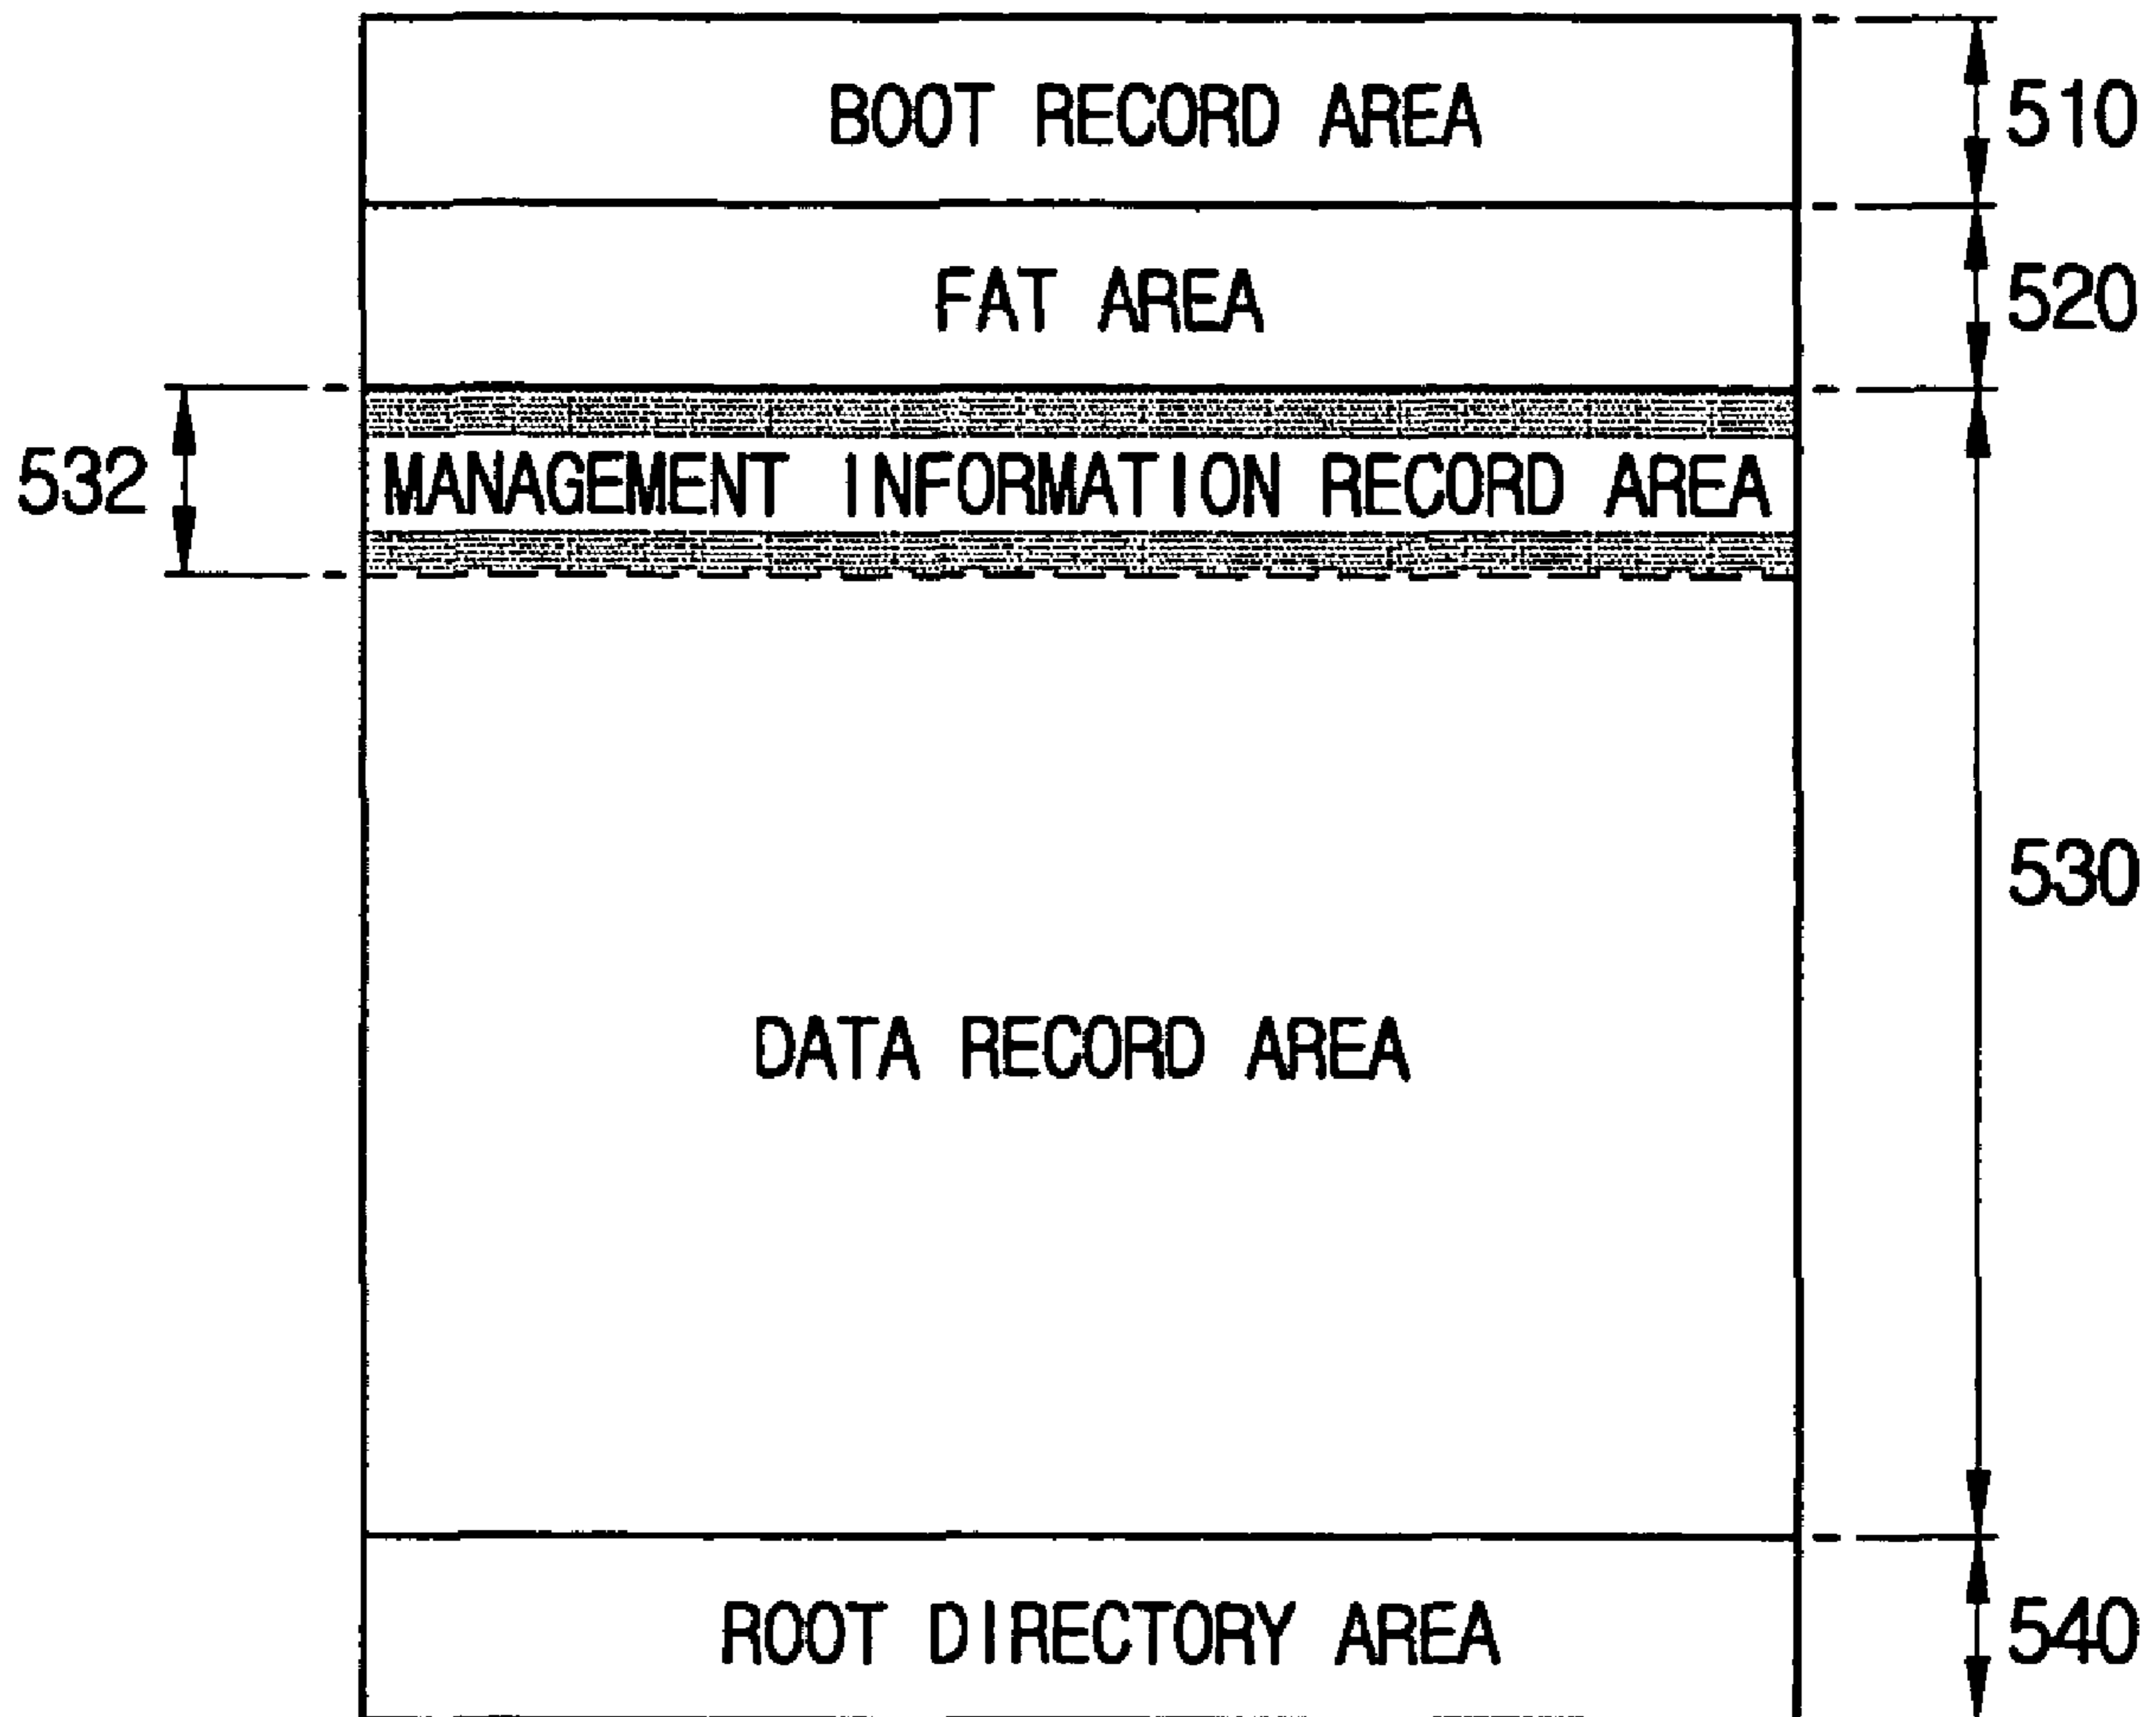 BOOT RECORD AREA
510
FAT AREA
520
532
MANAGEMENT INFORMATION RECORD AREA
530
DATA RECORD AREA
ROOT DIRECTORY AREA
540